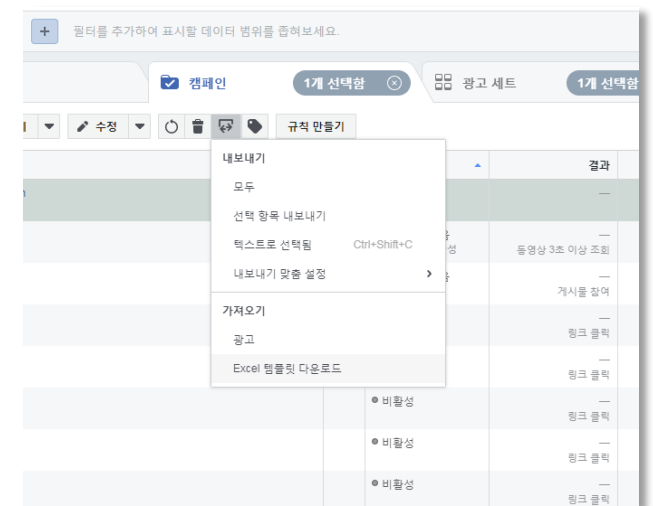 + 필터를 추가하여 표시할 데이터 범위를 좁혀보세요.
캠페인 1개 선택함 광고 세트 1개 선택함
수정 규칙 만들기
내보내기
모두
선택 항목 내보내기
텍스트로 선택됨 Ctrl+Shift+C
내보내기 맞춤 설정
가져오기
광고
Excel 템플릿 다운로드
결과
—
—
동영상 3초 이상 조회
—
게시물 참여
—
링크 클릭
—
링크 클릭
비활성 —
링크 클릭
비활성 —
링크 클릭
비활성 —
링크 클릭